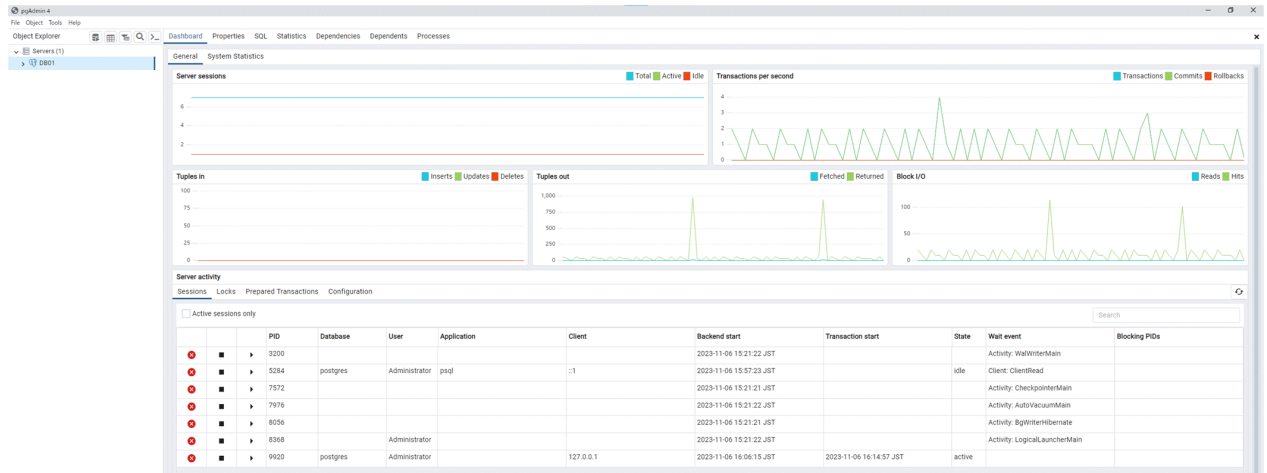 pgAdmin 4
File Object Tools Help
Object Explorer Dashboard Properties SQL Statistics Dependencies Dependents Processes
Servers (1)
DB01
General System Statistics
Server sessions Total Active Idle
6
4
2
Transactions per second Transactions Commits Rollbacks
4
3
2
1
0
Tuples in Inserts Updates Deletes
100
75
50
25
0
Tuples out Fetched Returned
1,000
750
500
250
0
Block I/O Reads Hits
100
50
0
Server activity
Sessions Locks Prepared Transactions Configuration
Active sessions only Search
PID Database User Application Client Backend start Transaction start State Wait event Blocking PIDs
3200 2023-11-06 15:21:22 JST Activity: WalWriterMain
5284 postgres Administrator psql ::1 2023-11-06 15:57:23 JST idle Client: ClientRead
7572 2023-11-06 15:21:21 JST Activity: CheckpointerMain
7976 2023-11-06 15:21:22 JST Activity: AutoVacuumMain
8056 2023-11-06 15:21:21 JST Activity: BgWriterHibernate
8368 Administrator 2023-11-06 15:21:22 JST Activity: LogicalLauncherMain
9920 postgres Administrator 127.0.0.1 2023-11-06 16:06:15 JST 2023-11-06 16:14:57 JST active